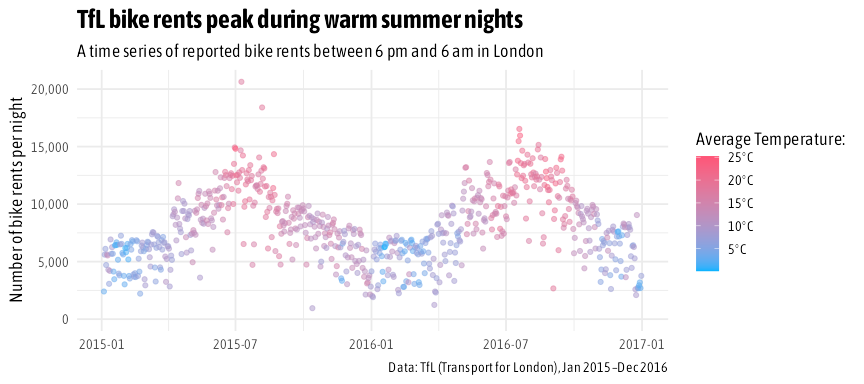 TfL bike rents peak during warm summer nights
A time series of reported bike rents between 6 pm and 6 am in London
Number of bike rents per night
20,000
15,000
10,000
5,000
0
2015-01
2015-07
2016-01
2016-07
2017-01
Average Temperature:
25°C
20°C
15°C
10°C
5°C
Data: TfL (Transport for London), Jan 2015–Dec 2016